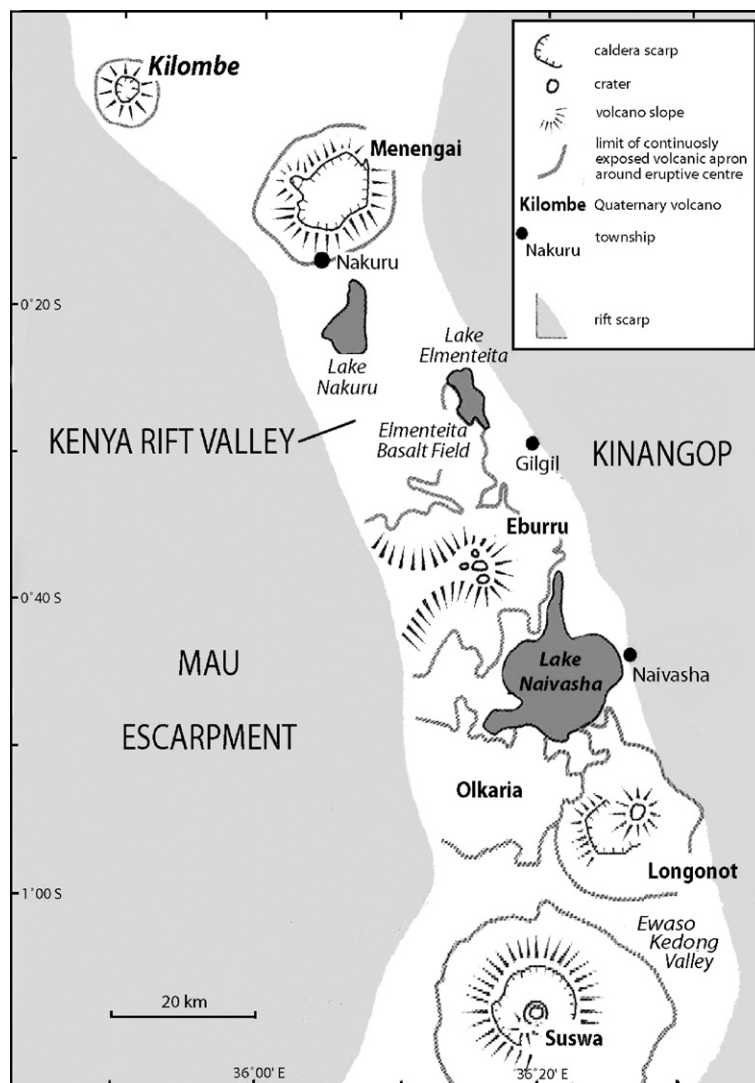 Kilombe
Menengai
Nakuru
0°20 S
Lake
Nakuru
Lake
Elmenteita
KENYA RIFT VALLEY
Elmenteita
Basalt Field
Gilgil
KINANGOP
Eburru
0°40 S
MAU
ESCARPMENT
Lake
Naivasha
Naivasha
Olkaria
Longonot
1°00 S
Ewaso
Kedong
Valley
20 km
Suswa
36°00' E
36°20' E
caldera scarp
crater
volcano slope
limit of continuosly
exposed volcanic apron
around eruptive centre
Kilombe Quaternary volcano
township
Nakuru
rift scarp